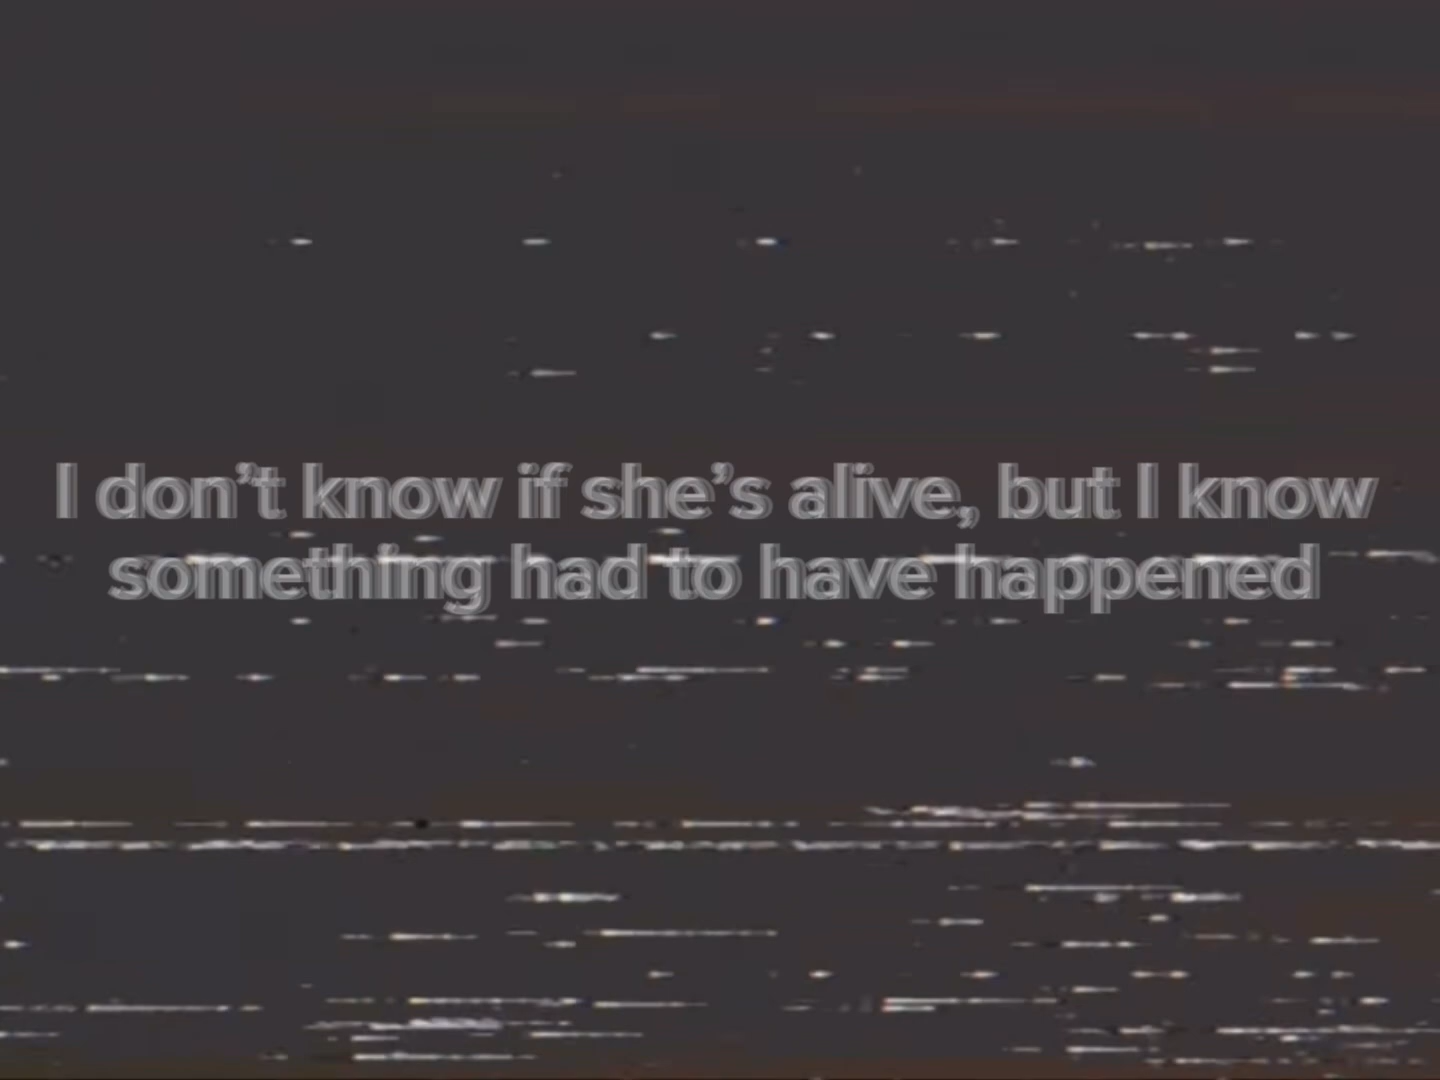 I don’t know if she’s alive, but I know
something had to have happened